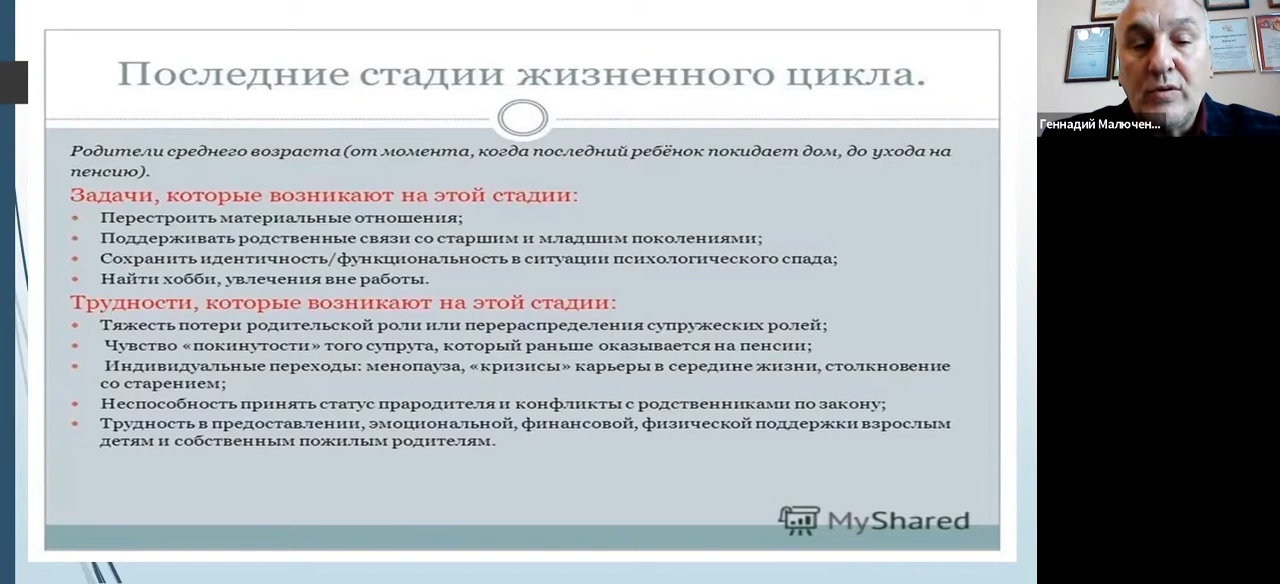 Последние стадии жизненного цикла.
Родители среднего возраста (от момента, когда последний ребёнок покидает дом, до ухода на
пенсию).
Задачи, которые возникают на этой стадии:
• Перестроить материальные отношения;
• Поддерживать родственные связи со старшим и младшим поколениями;
• Сохранить идентичность/функциональность в ситуации психологического спада;
• Найти хобби, увлечения вне работы.
Трудности, которые возникают на этой стадии:
• Тяжесть потери родительской роли или перераспределения супружеских ролей;
• Чувство «покинутости» того супруга, который раньше оказывается на пенсии;
• Индивидуальные переходы: менопауза, «кризисы» карьеры в середине жизни, столкновение
со старением;
• Неспособность принять статус прародителя и конфликты с родственниками по закону;
• Трудность в предоставлении, эмоциональной, финансовой, физической поддержки взрослым
детям и собственным пожилым родителям.
MyShared
Геннадий Малючен...